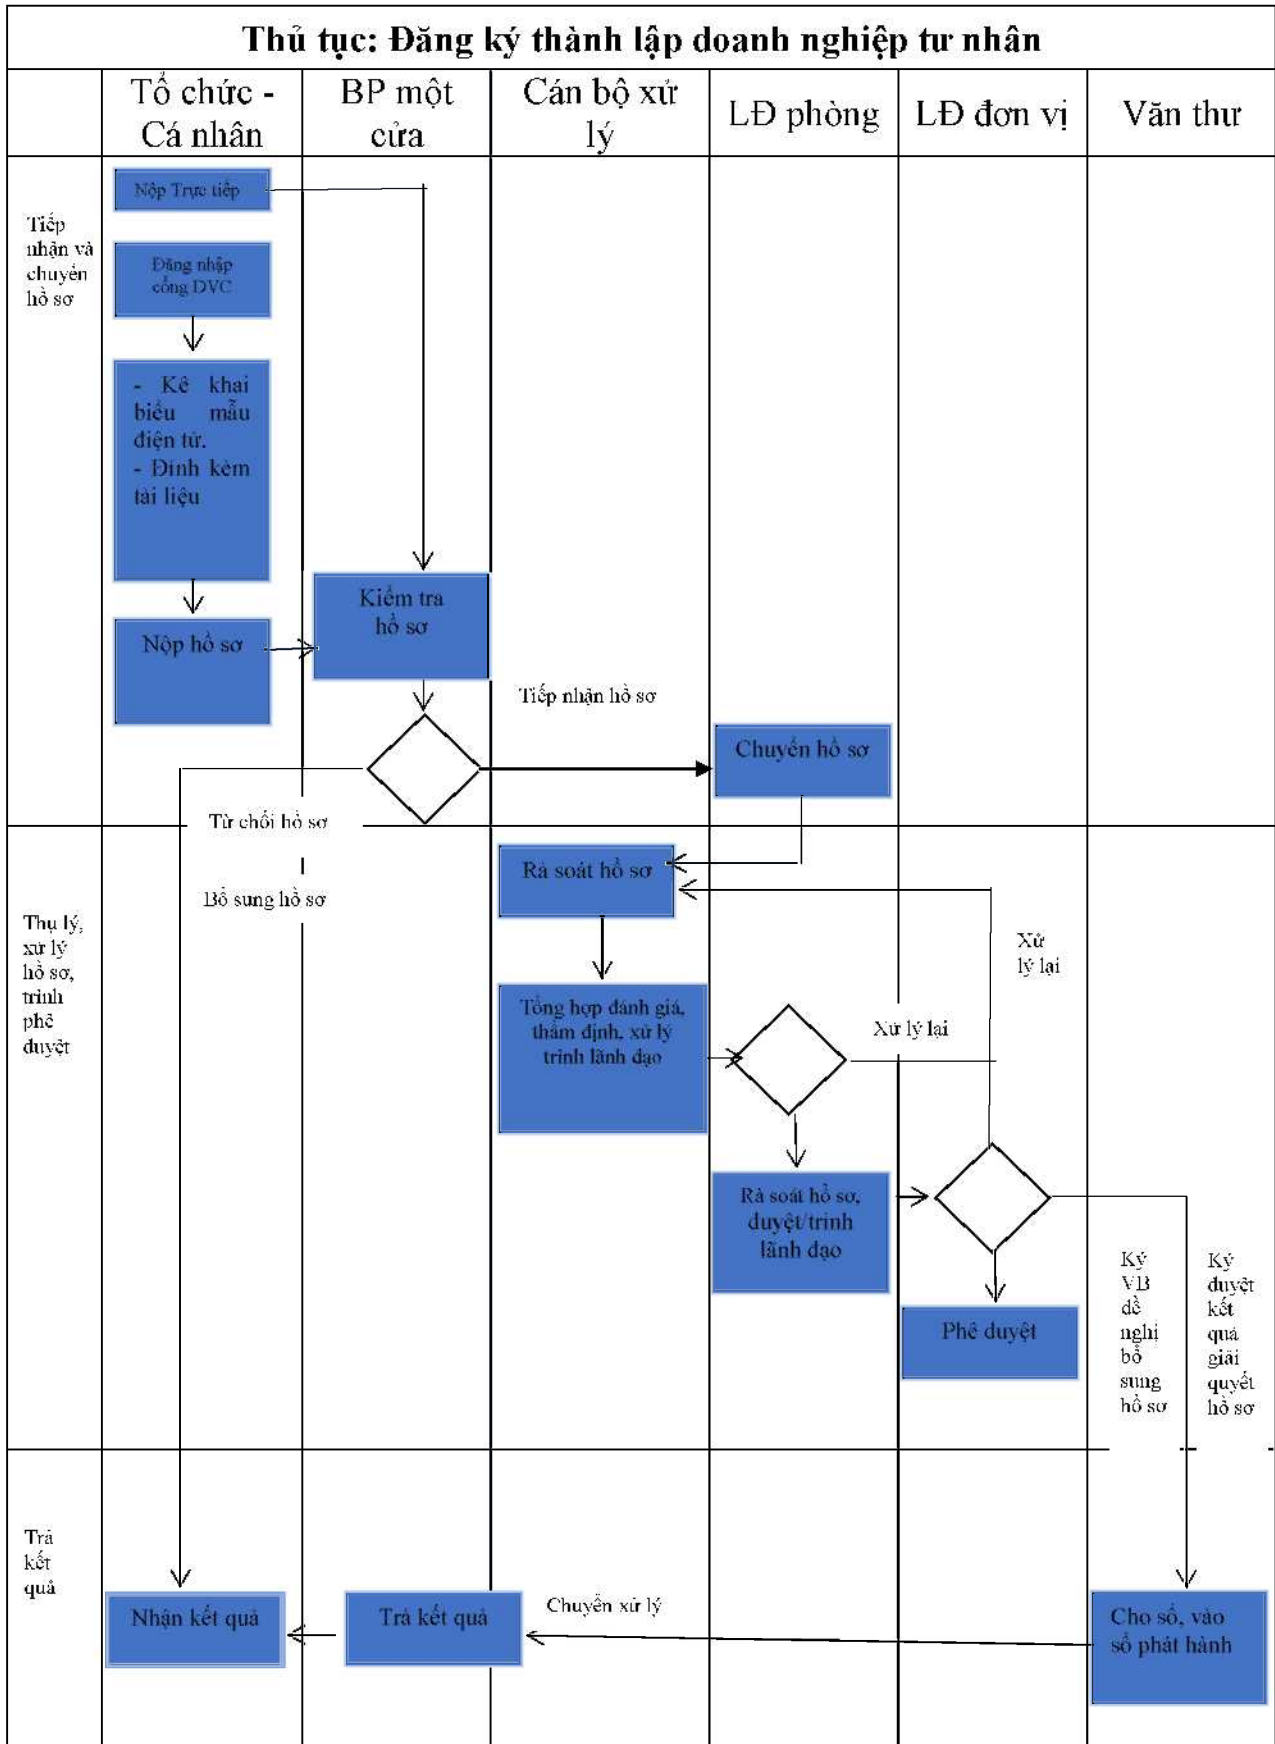 Thủ tục: Đăng ký thành lập doanh nghiệp tư nhân
Tổ chức -
Cá nhân
BP một
cửa
Cán bộ xử
lý
LĐ phòng
LĐ đơn vị
Văn thư
Tiếp
nhận và
chuyển
hồ sơ
Nộp Trực tiếp
Đăng nhập
cổng DVC
- Kê khai
biểu mẫu
điện tử.
- Đính kèm
tài liệu
Nộp hồ sơ
Kiểm tra
hồ sơ
Tiếp nhận hồ sơ
Chuyển hồ sơ
Từ chối hồ sơ
Bổ sung hồ sơ
Thụ lý,
xử lý
hồ sơ,
trình
phê
duyệt
Rà soát hồ sơ
Xử
lý lại
Tổng hợp đánh giá,
thẩm định, xử lý
trình lãnh đạo
Xử lý lại
Rà soát hồ sơ,
duyệt/trình
lãnh đạo
Phê duyệt
Ký
VB
đề
nghị
bổ
sung
hồ sơ
Ký
duyệt
kết
quả
giải
quyết
hồ sơ
Trả
kết
quả
Nhận kết quả
Trả kết quả
Chuyển xử lý
Cho số, vào
sổ phát hành